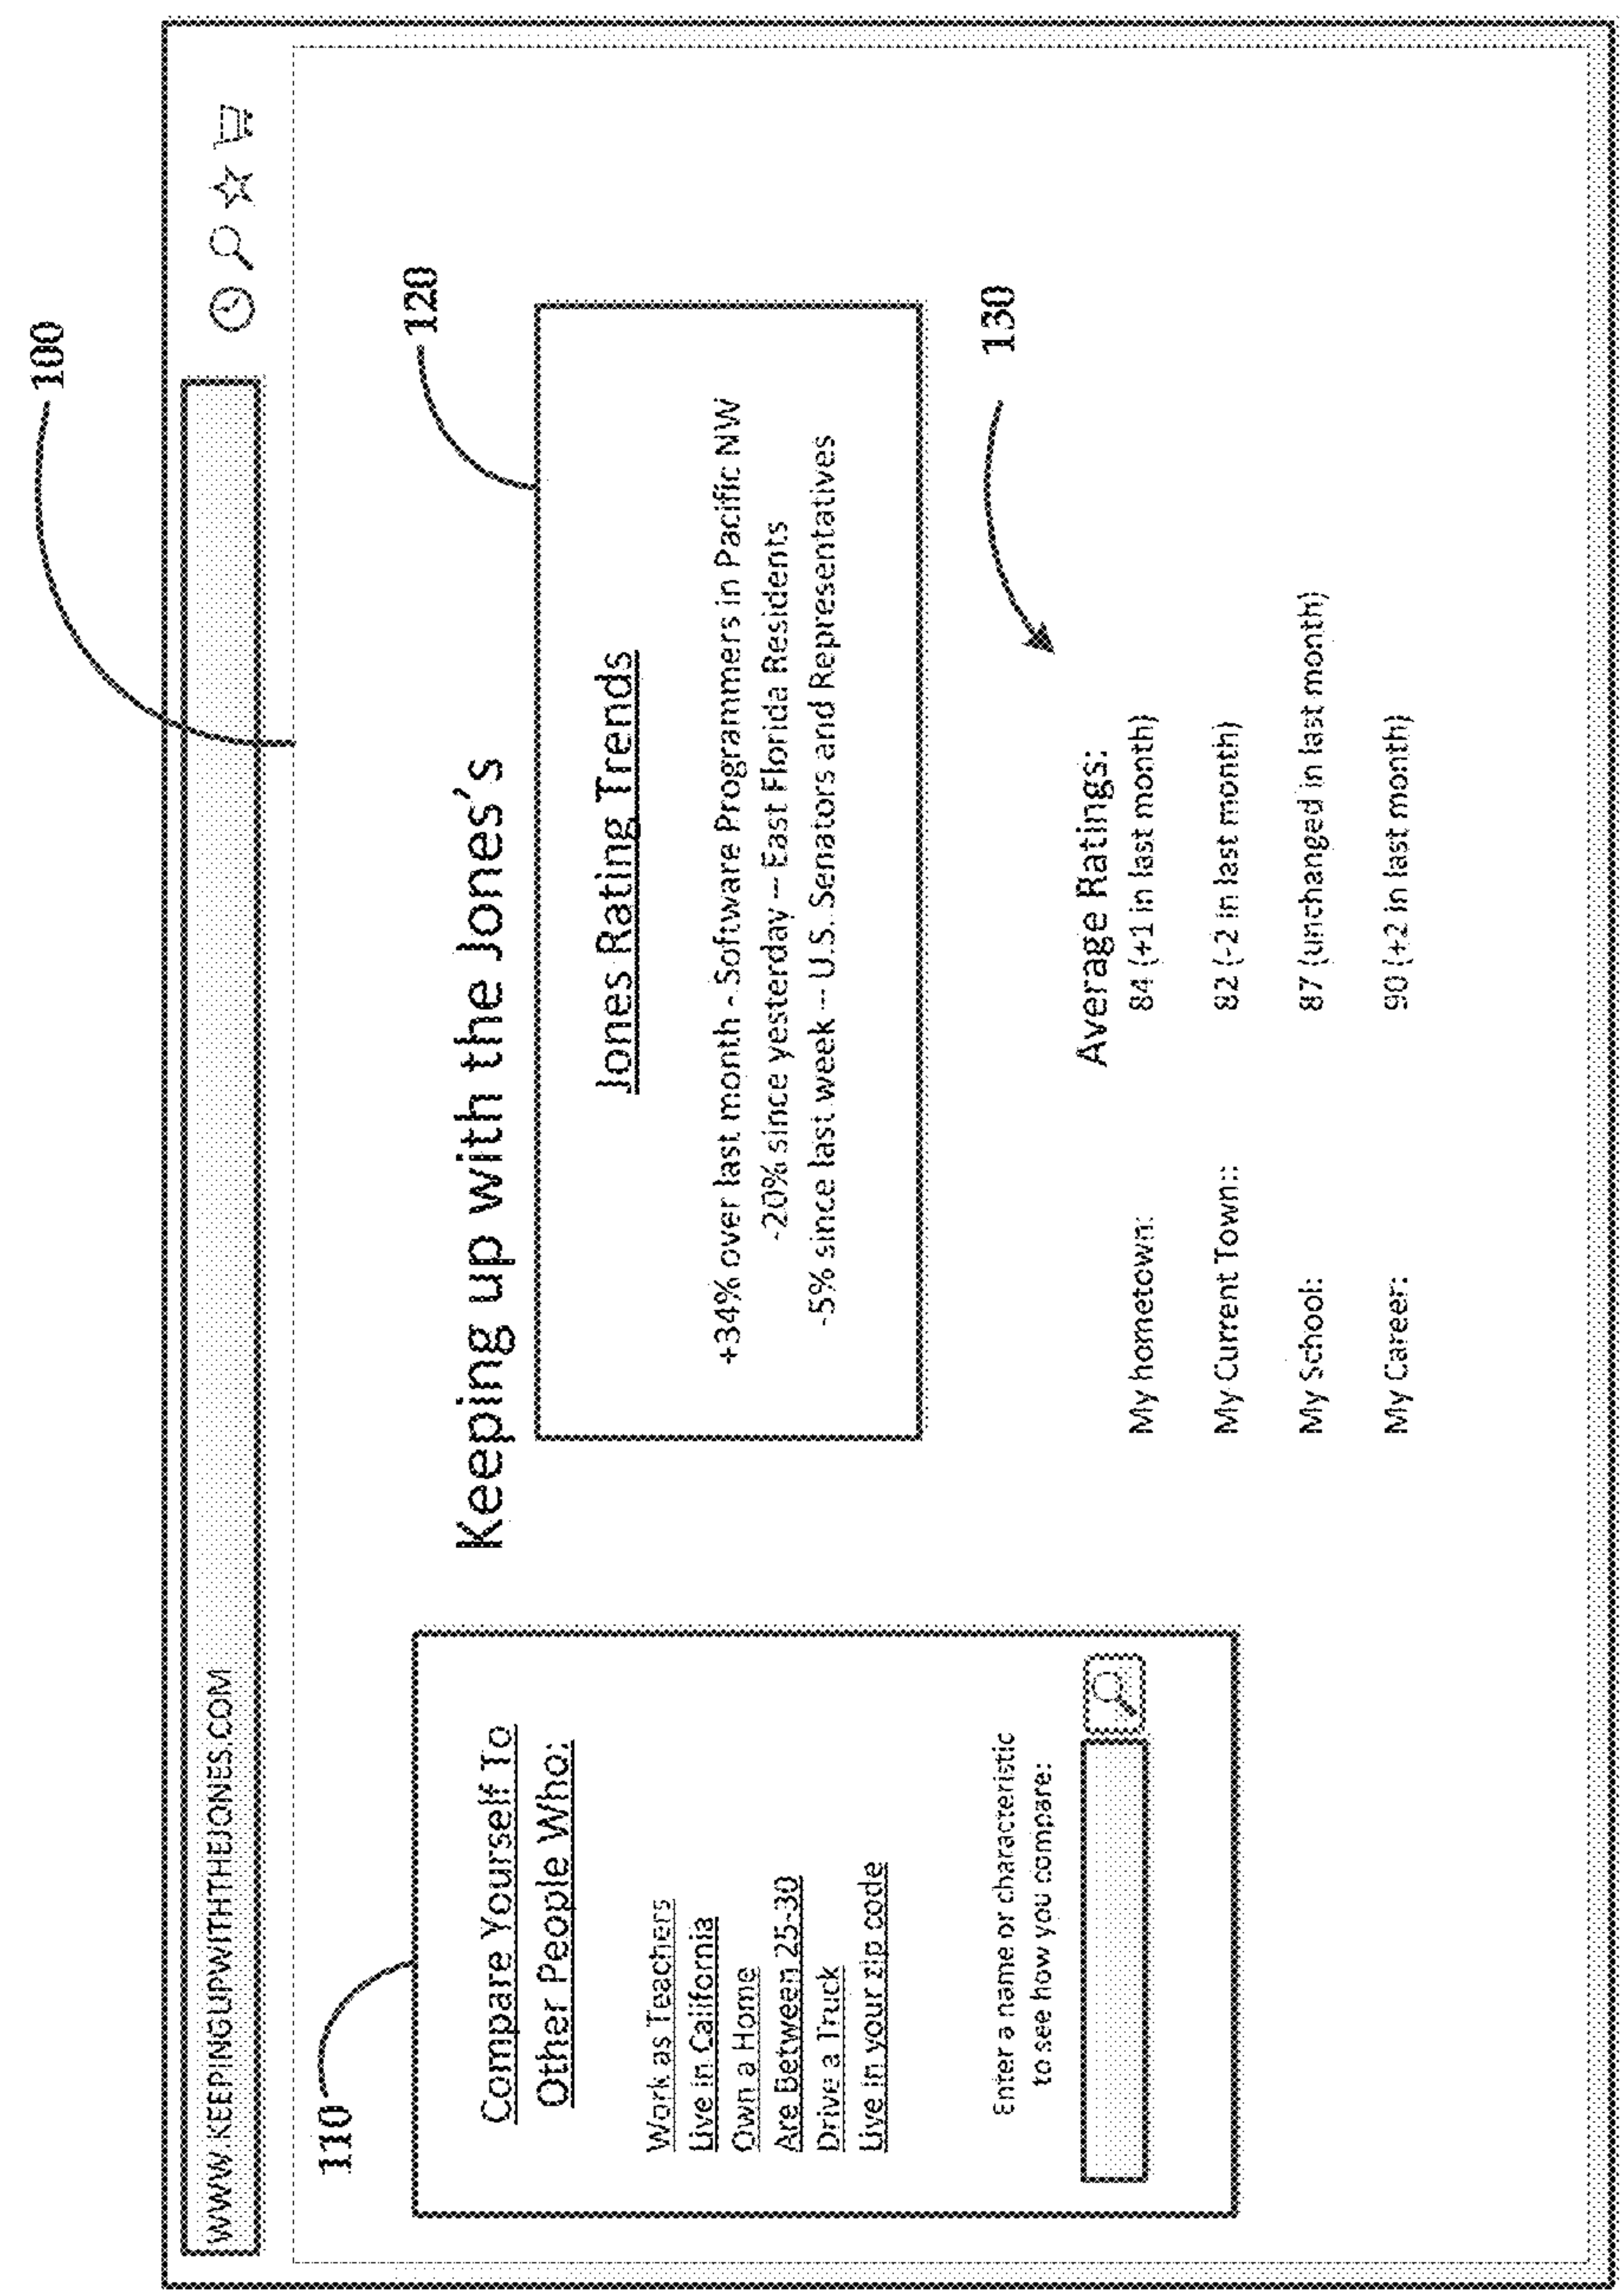 100
WWW.KEEPINGUPWITHTHEJONES.COM
110
Compare Yourself To
Other People Who:
Work as Teachers
Live in California
Own a Home
Are Between 25-30
Drive a Truck
Live in your zip code
Enter a name or characteristic
to see how you compare:
Keeping up with the Jones's
120
Jones Rating Trends
+34% over last month - Software Programmers in Pacific NW
-20% since yesterday – East Florida Residents
-5% since last week – U.S. Senators and Representatives
130
Average Ratings:
My hometown: 84 (+1 in last month)
My Current Town:: 82 (-2 in last month)
My School: 87 (unchanged in last month)
My Career: 90 (+2 in last month)